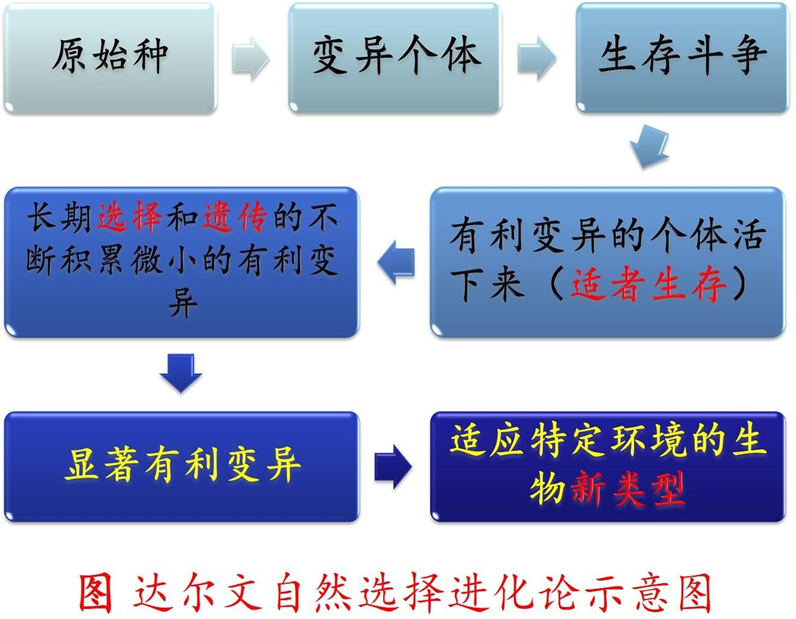 原始种
变异个体
生存斗争
有利变异的个体活
下来（适者生存）
长期选择和遗传的不
断积累微小的有利变
异
显著有利变异
适应特定环境的生
物新类型
图 达尔文自然选择进化论示意图